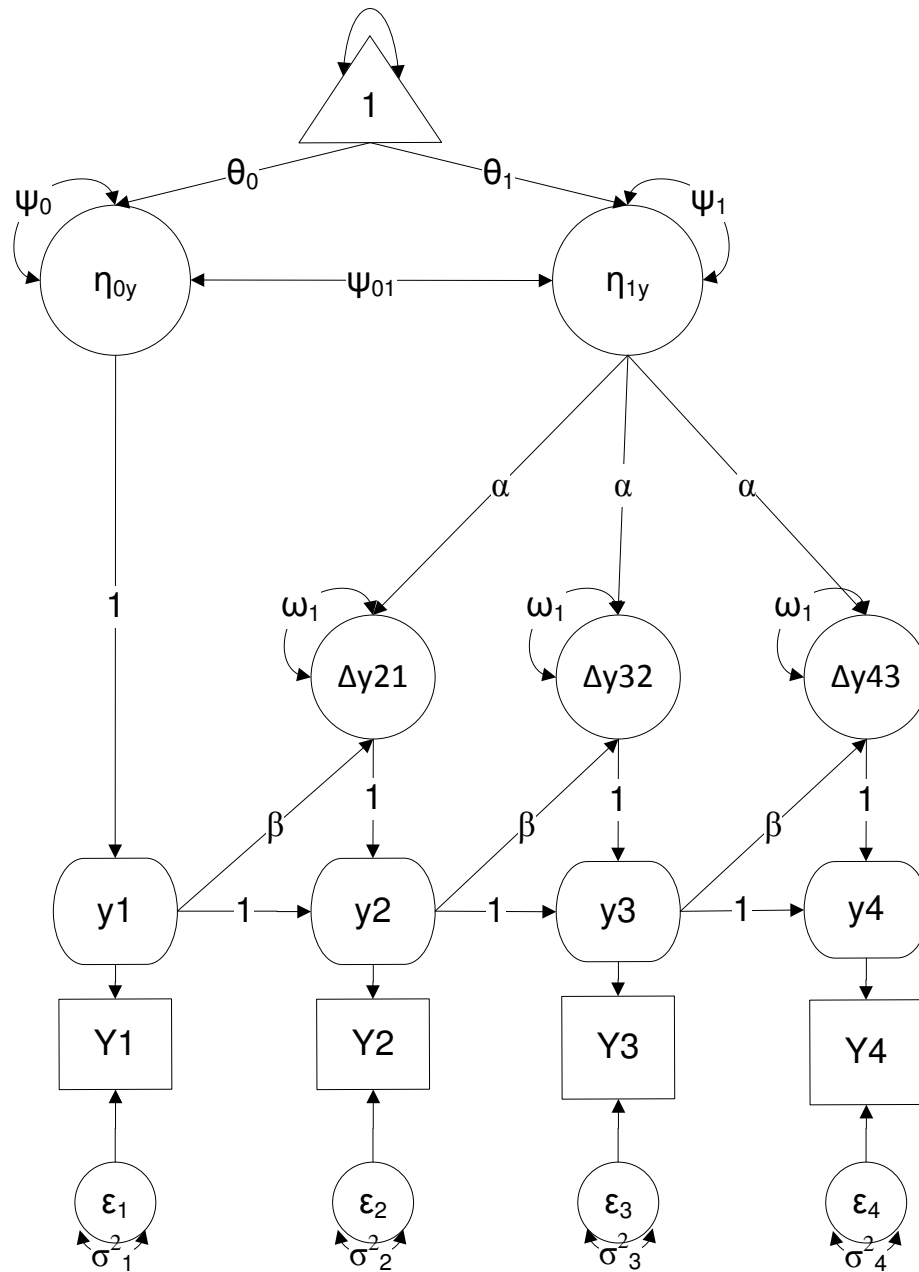 1
θ₀ θ₁
ψ₀ ψ₁
η₀y ψ₀₁ η₁y
α α α
1
ω₁ ω₁ ω₁
Δy21 Δy32 Δy43
1 1 1
β β β
y1 1 y2 1 y3 1 y4
Y1 Y2 Y3 Y4
ε₁ ε₂ ε₃ ε₄
σ²₁ σ²₂ σ²₃ σ²₄